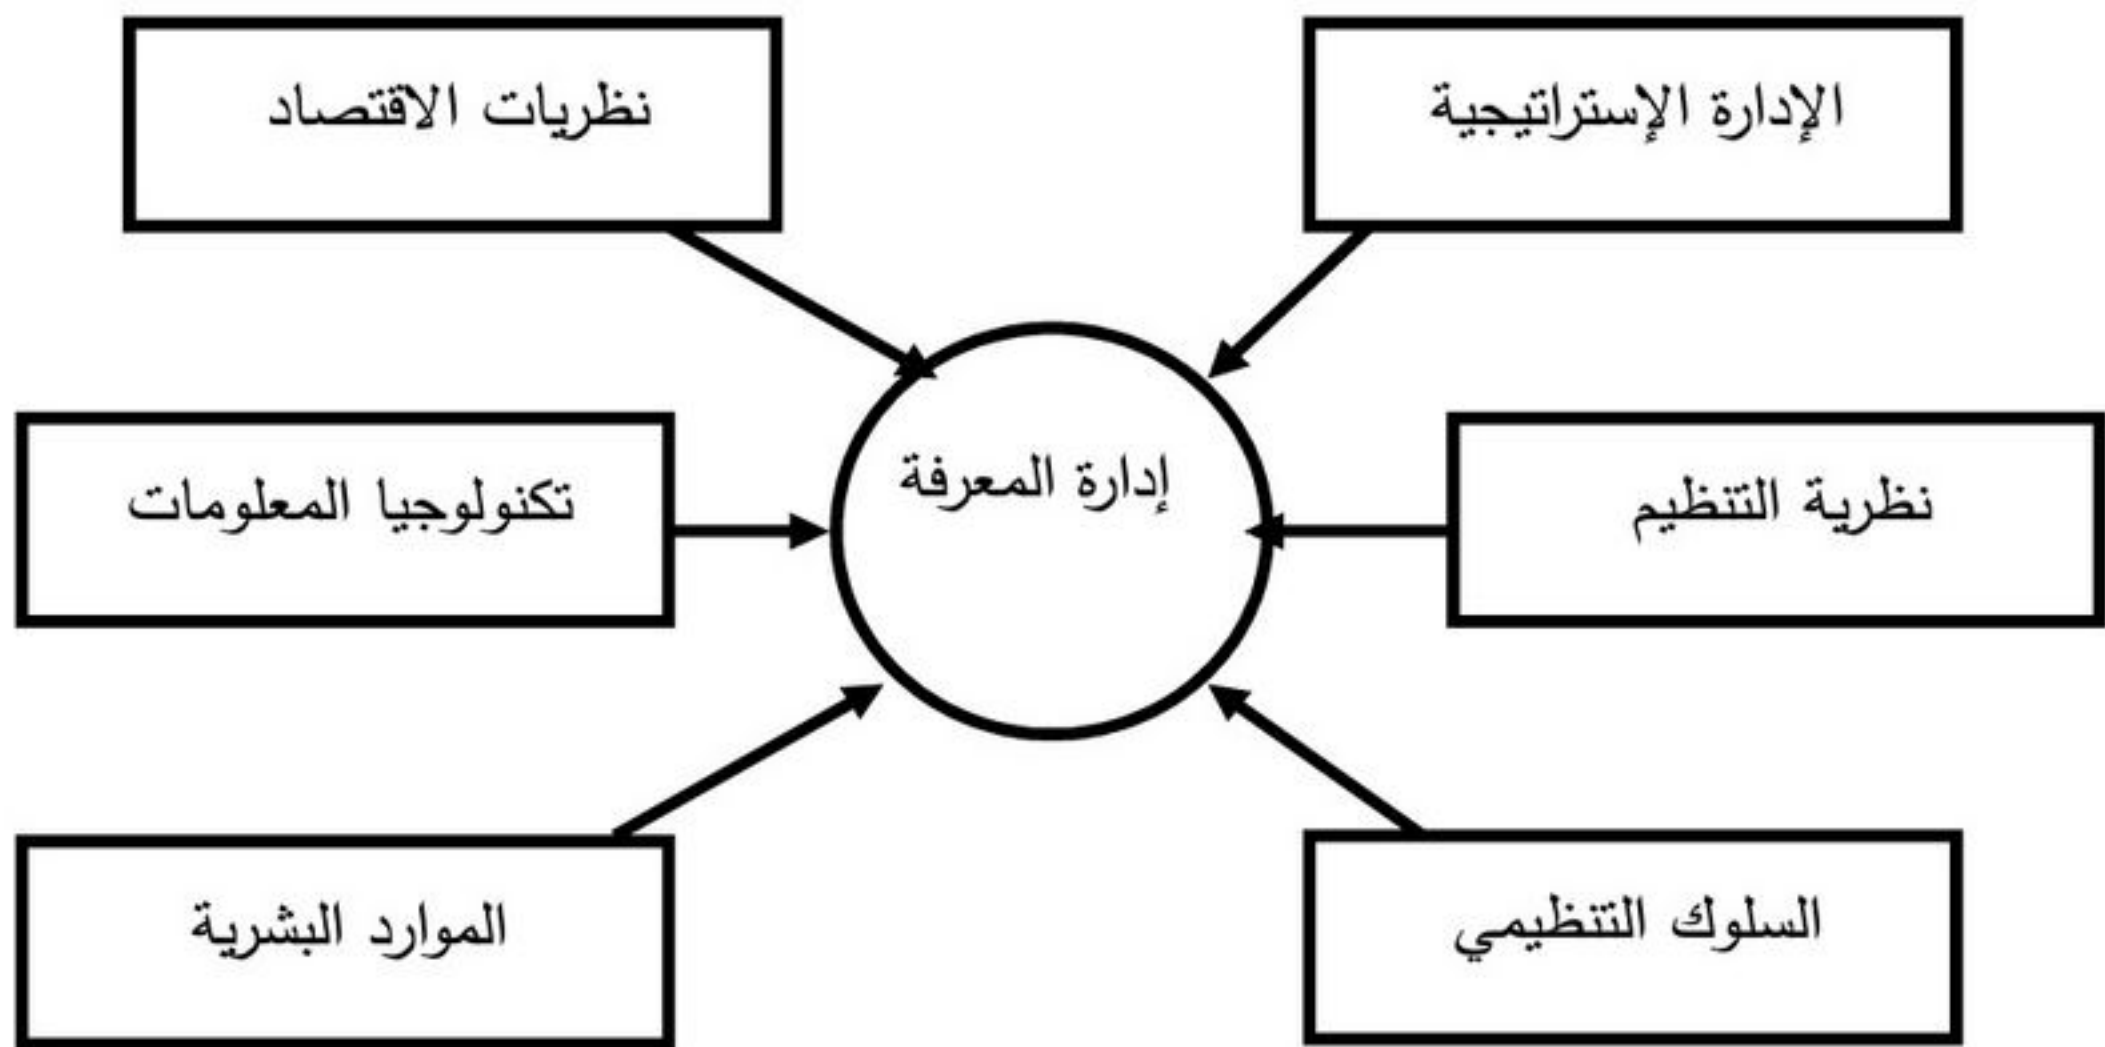 الإدارة الإستراتيجية
نظريات الاقتصاد
إدارة المعرفة
نظرية التنظيم
تكنولوجيا المعلومات
السلوك التنظيمي
الموارد البشرية